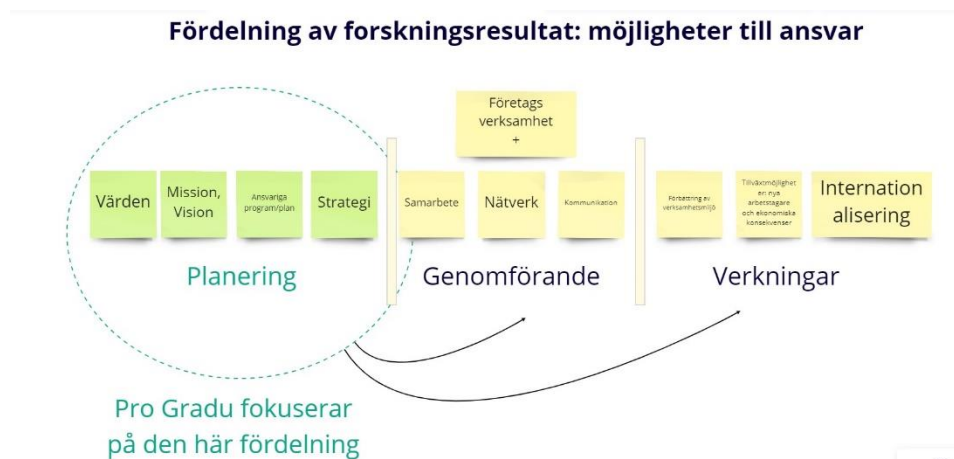 Fördelning av forskningsresultat: möjligheter till ansvar
Företags
verksamhet
+
Värden
Mission,
Vision
Ansvariga
program/plan
Strategi
Samarbete
Nätverk
Kommunikation
Förbättring av
verksamhetsmiljö
Tillväxtmöjlighet
en nya
arbetstagare
och ekonomiska
konsekvenser
Internation
alisering
Planering
Genomförande
Verkningar
Pro Gradu fokuserar
på den här fördelning